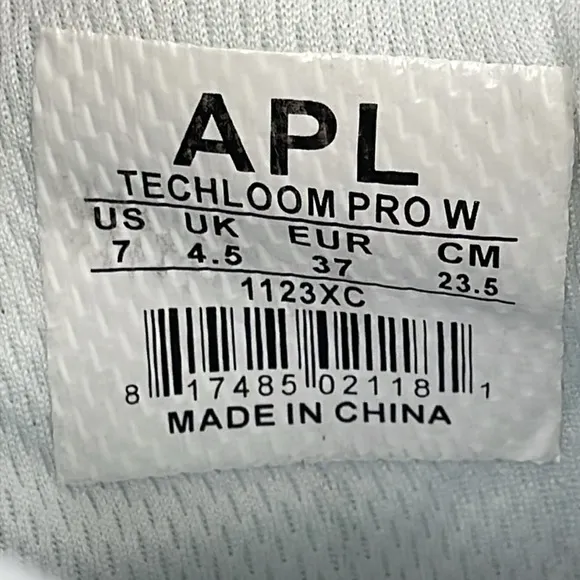 APL
TECHLOOM PRO W
US UK EUR CM
7 4.5 37 23.5
1123XC
8 17485 02118 1
MADE IN CHINA